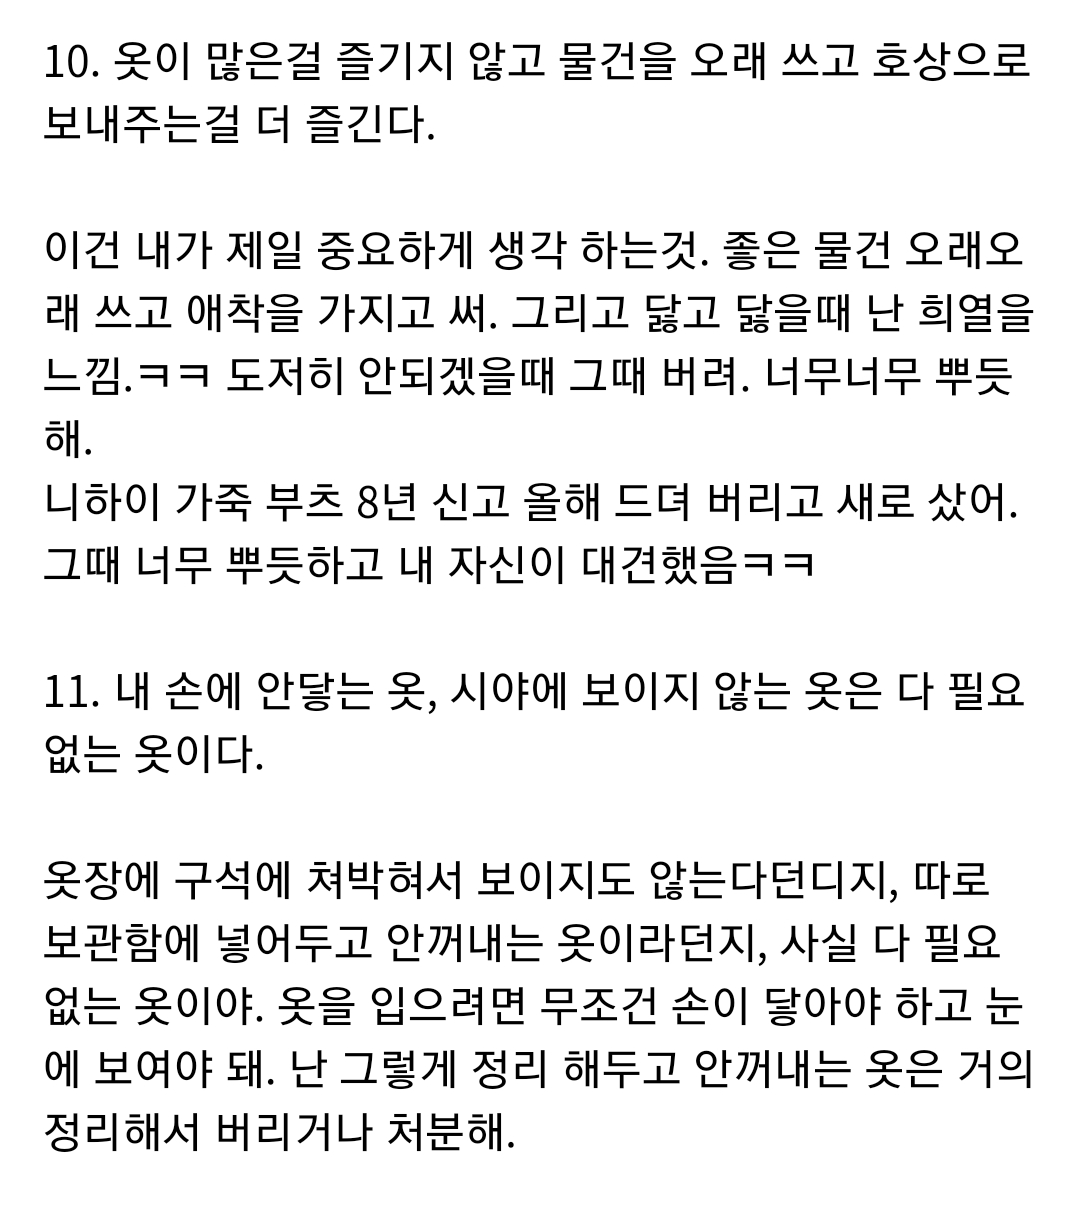 10. 옷이 많은걸 즐기지 않고 물건을 오래 쓰고 호상으로
보내주는걸 더 즐긴다.
이건 내가 제일 중요하게 생각 하는것. 좋은 물건 오래오
래 쓰고 애착을 가지고 써. 그리고 닳고 닳을때 난 희열을
느낌.ㅋㅋ 도저히 안되겠을때 그때 버려. 너무너무 뿌듯
해.
니하이 가죽 부츠 8년 신고 올해 드뎌 버리고 새로 샀어.
그때 너무 뿌듯하고 내 자신이 대견했음ㅋㅋ
11. 내 손에 안닿는 옷, 시야에 보이지 않는 옷은 다 필요
없는 옷이다.
옷장에 구석에 쳐박혀서 보이지도 않는다던디지, 따로
보관함에 넣어두고 안꺼내는 옷이라던지, 사실 다 필요
없는 옷이야. 옷을 입으려면 무조건 손이 닿아야 하고 눈
에 보여야 돼. 난 그렇게 정리 해두고 안꺼내는 옷은 거의
정리해서 버리거나 처분해.